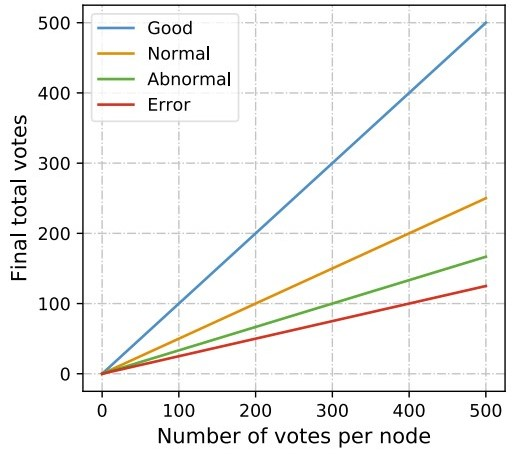 Good
Normal
Abnormal
Error
500
400
300
200
100
0
Final total votes
0 100 200 300 400 500
Number of votes per node